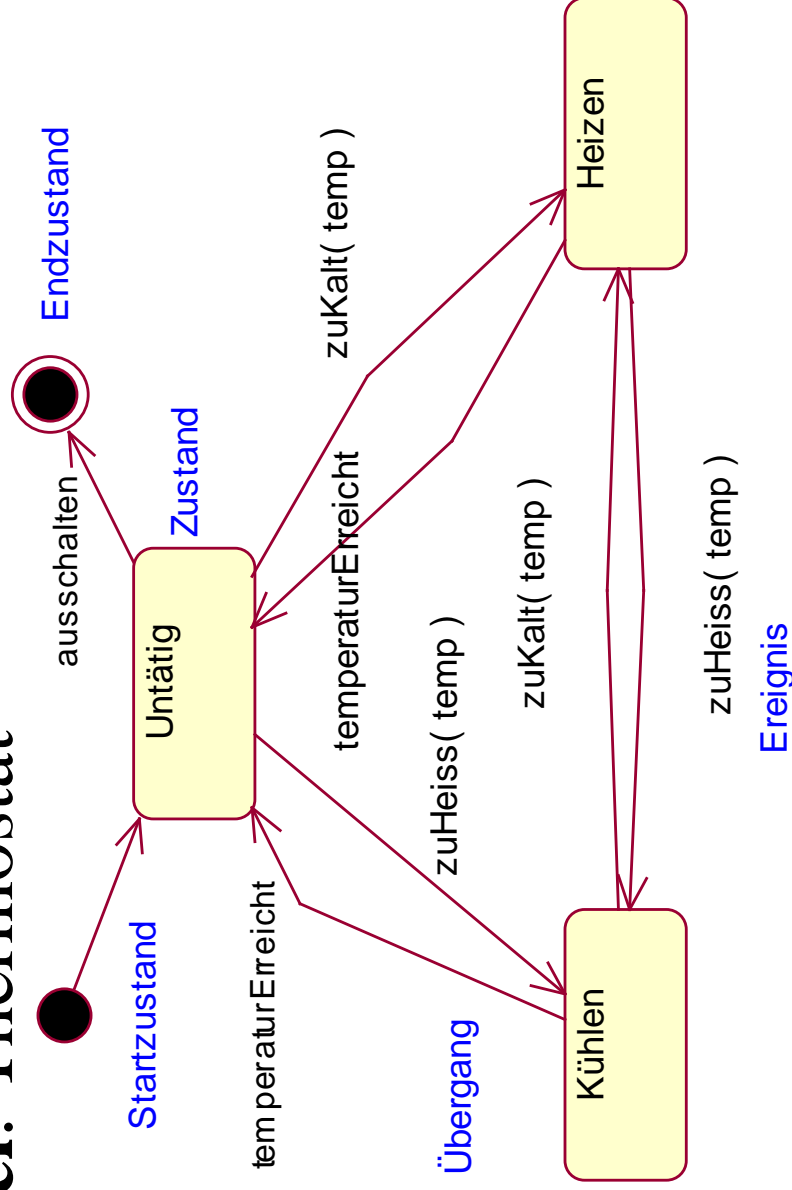 Thermostat
Startzustand
ausschalten
Endzustand
Untätig
Zustand
temperaturErreicht
temperaturErreicht
zuKalt( temp )
zuHeiss( temp )
Übergang
zuKalt( temp )
Kühlen
Heizen
zuHeiss( temp )
Ereignis